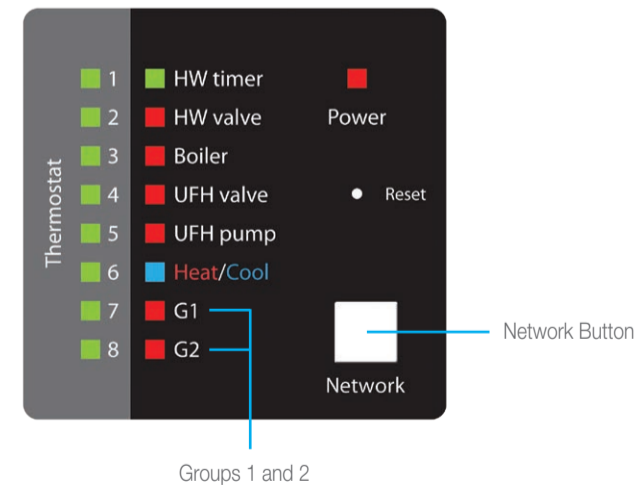 Thermostat
1 HW timer
2 HW valve
3 Boiler
4 UFH valve
5 UFH pump
6 Heat/Cool
7 G1
8 G2
Power
Reset
Network
Network Button
Groups 1 and 2